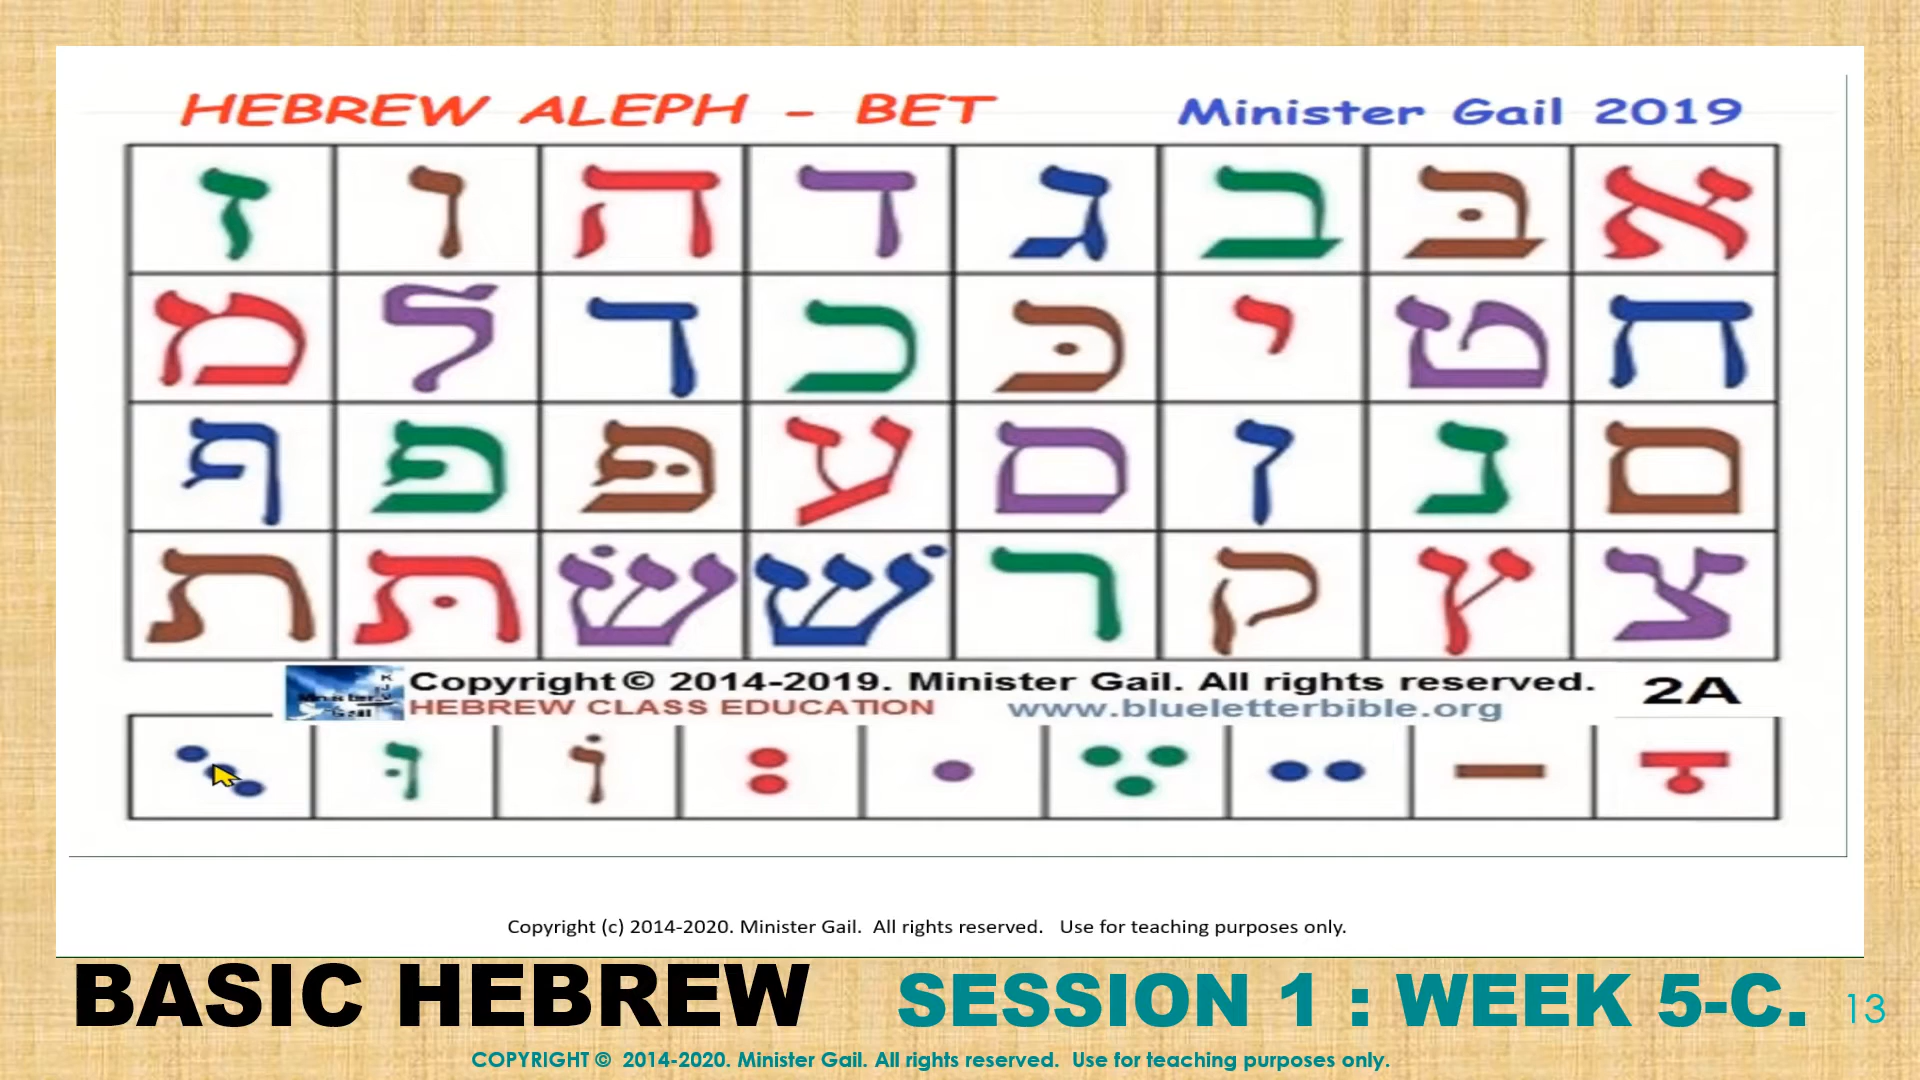 HEBREW ALEPH - BET Minister Gail 2019
א בּ ב ג ד ה ו ז
ח ט י כּ כ ך ל מ
ם נ ן ס ע פּ פ ף
צ ץ ק ר שׁ שׂ תּ ת
Copyright © 2014-2019. Minister Gail. All rights reserved. 2A
HEBREW CLASS EDUCATION www.blueletterbible.org
ָ ַ ֵ ֶ ִ ְ וֹ וּ ֻ
Copyright (c) 2014-2020. Minister Gail. All rights reserved. Use for teaching purposes only.
BASIC HEBREW SESSION 1 : WEEK 5-C. 13
COPYRIGHT © 2014-2020. Minister Gail. All rights reserved. Use for teaching purposes only.